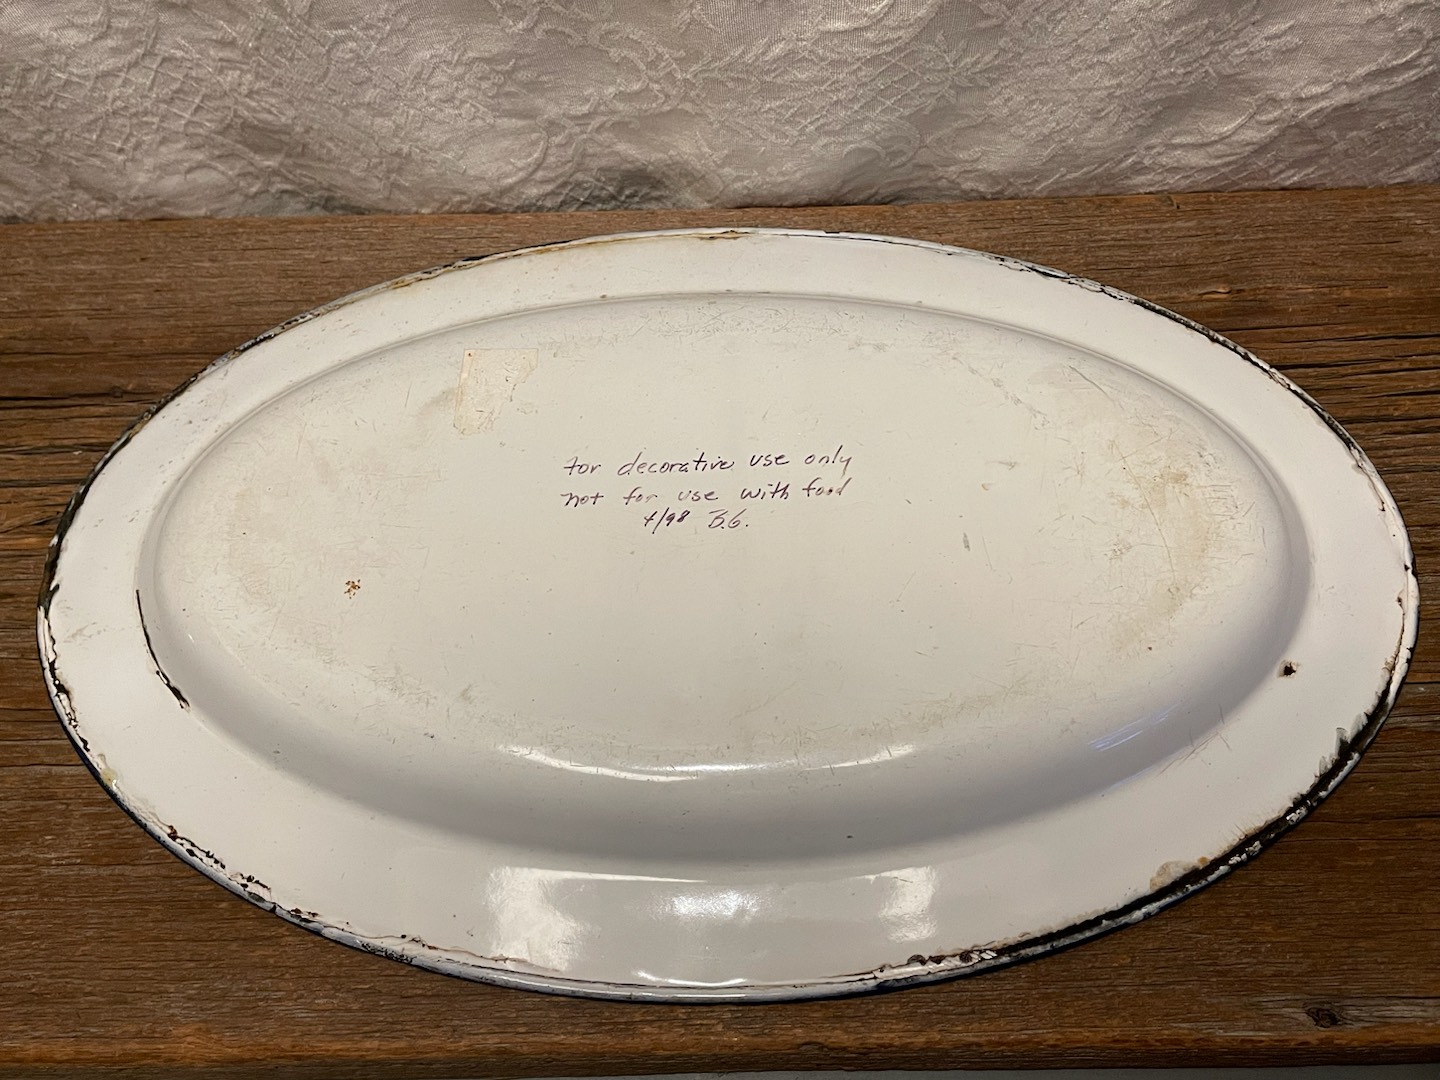 for decorative use only
not for use with food
4/98 B.G.